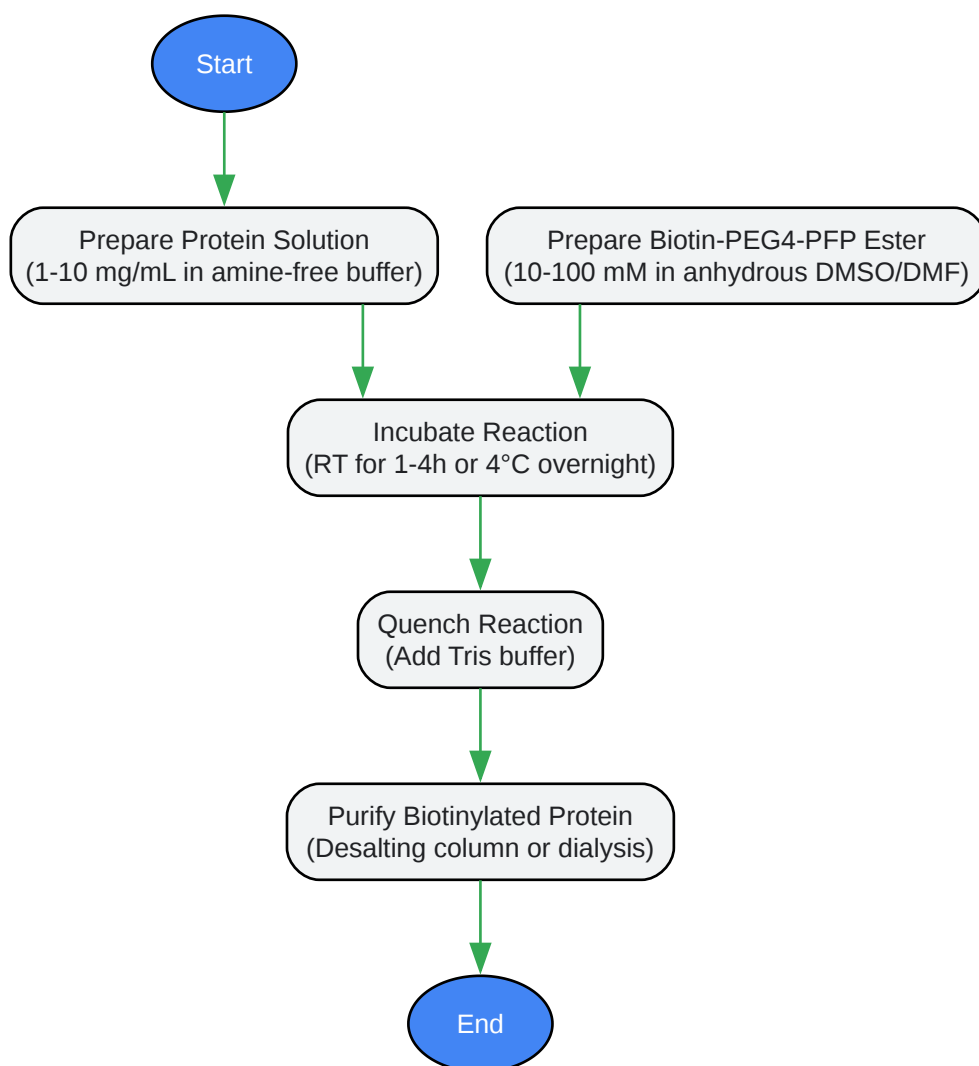 Start
Prepare Protein Solution
(1-10 mg/mL in amine-free buffer)
Prepare Biotin-PEG4-PFP Ester
(10-100 mM in anhydrous DMSO/DMF)
Incubate Reaction
(RT for 1-4h or 4°C overnight)
Quench Reaction
(Add Tris buffer)
Purify Biotinylated Protein
(Desalting column or dialysis)
End